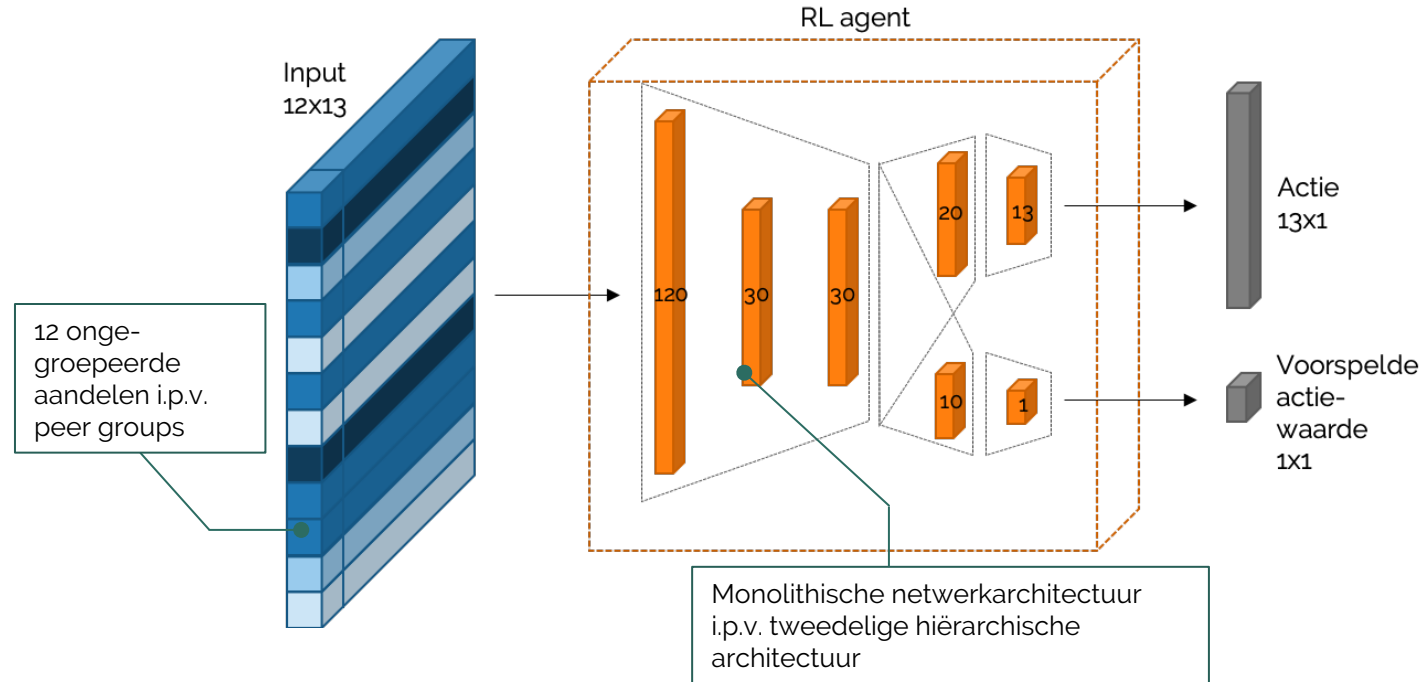 RL agent
Input
12x13
12 onge-
groepeerde
aandelen i.p.v.
peer groups
120
30
30
20
13
10
1
Actie
13x1
Voorspelde
actie-
waarde
1x1
Monolithische netwerkarchitectuur
i.p.v. tweedelige hiërarchische
architectuur